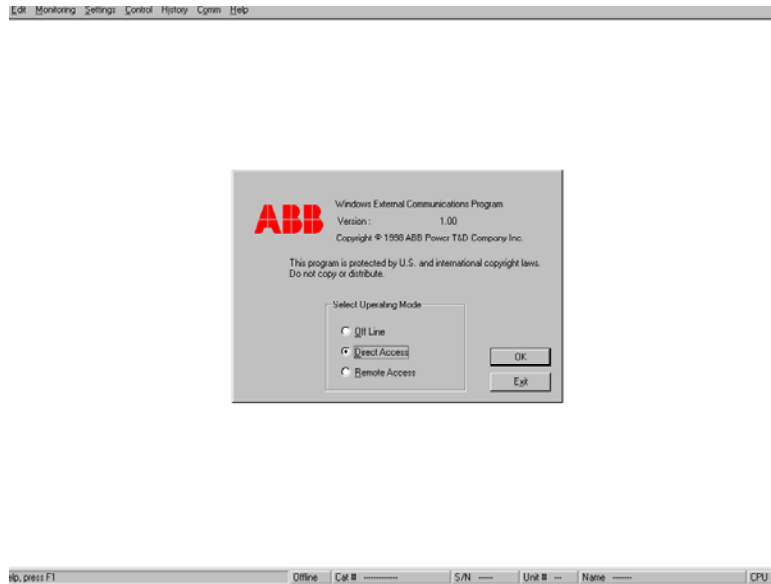 Edit Monitoring Settings Control History Comm Help
ABB
Windows External Communications Program
Version : 1.00
Copyright © 1998 ABB Power T&D Company Inc.
This program is protected by U.S. and international copyright laws.
Do not copy or distribute.
Select Operating Mode
Off Line
Direct Access
Remote Access
OK
Exit
elp, press F1 Offline Cat # ------------ S/N ----- Unit # --- Name ------- CPU